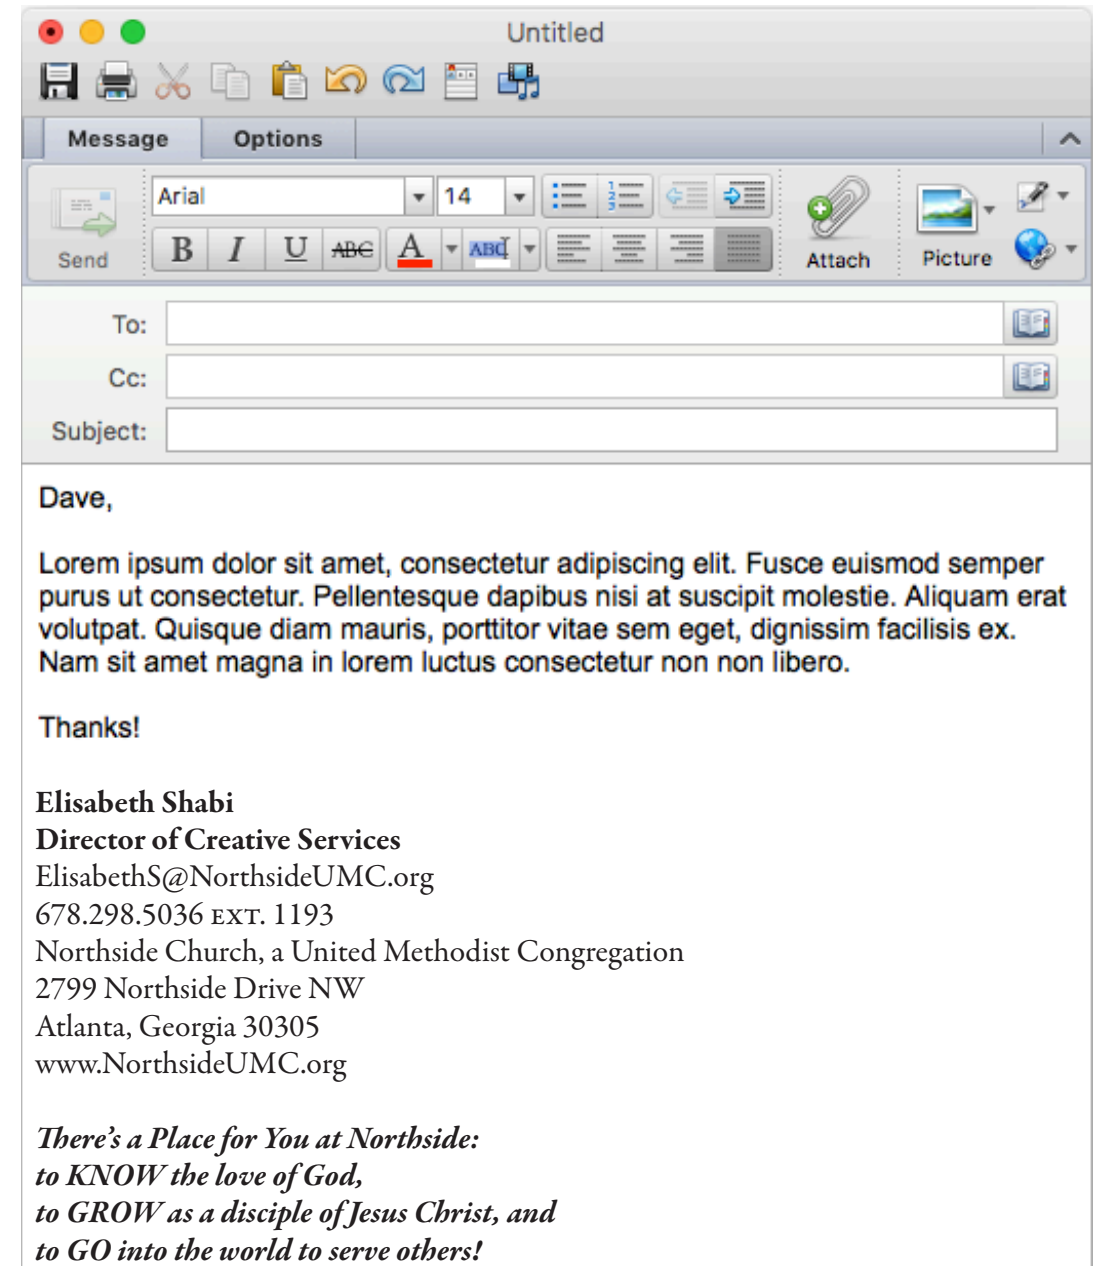 Untitled
Message Options
Arial 14
B I U ABC A ABC
Send Attach Picture
To:
Cc:
Subject:
Dave,
Lorem ipsum dolor sit amet, consectetur adipiscing elit. Fusce euismod semper
purus ut consectetur. Pellentesque dapibus nisi at suscipit molestie. Aliquam erat
volutpat. Quisque diam mauris, porttitor vitae sem eget, dignissim facilisis ex.
Nam sit amet magna in lorem luctus consectetur non non libero.
Thanks!
Elisabeth Shabi
Director of Creative Services
ElisabethS@NorthsideUMC.org
678.298.5036 EXT. 1193
Northside Church, a United Methodist Congregation
2799 Northside Drive NW
Atlanta, Georgia 30305
www.NorthsideUMC.org
There’s a Place for You at Northside:
to KNOW the love of God,
to GROW as a disciple of Jesus Christ, and
to GO into the world to serve others!